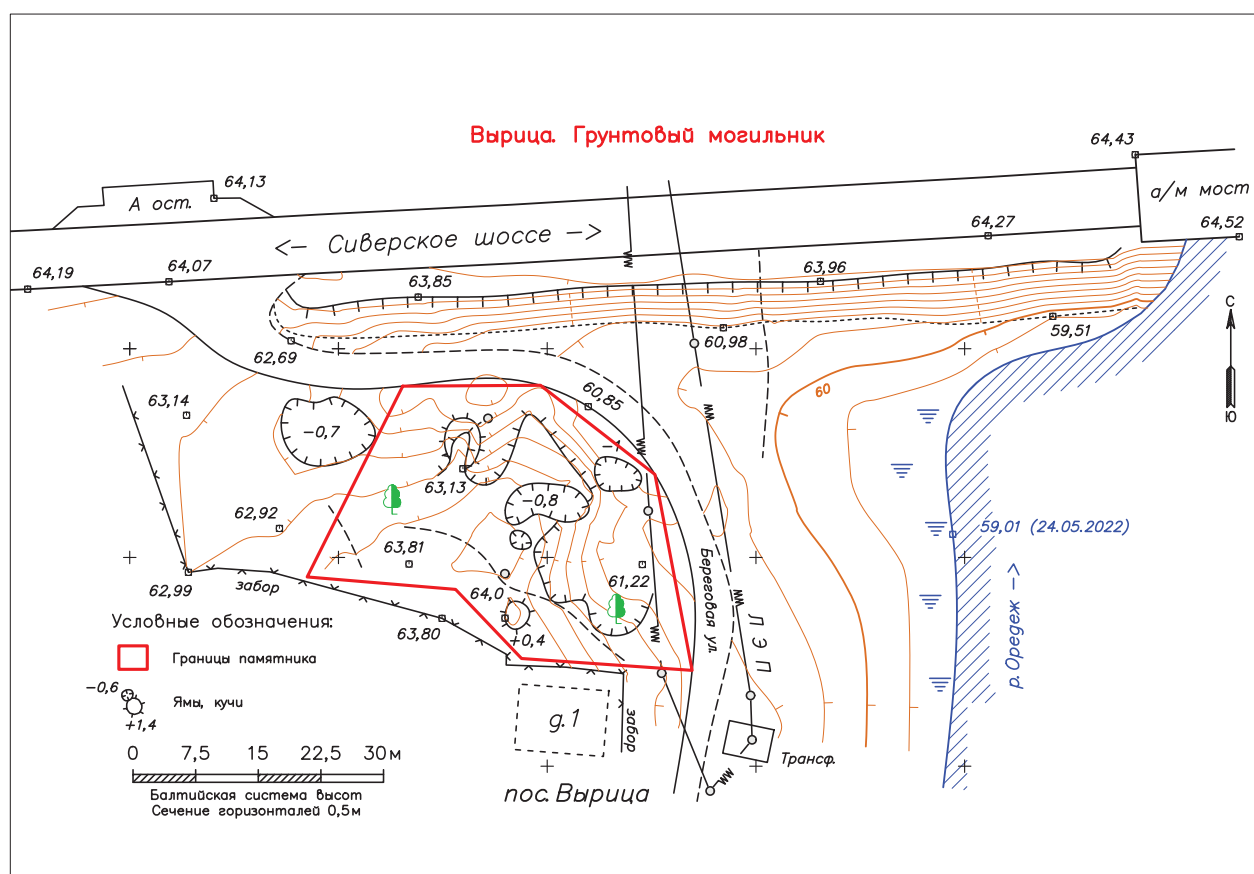 Вырица. Грунтовый могильник
64,43
64,13
А ост.
а/м мост
64,52
<— Сиверское шоссе —>
64,27
64,19
64,07
63,85
63,96
62,69
60,98
59,51
С
Ю
60
63,14
60,85
-0,7
-1
63,13
-0,8
62,92
59,01 (24.05.2022)
63,81
61,22
Береговая ул.
ЛЭП
р. Оредеж —>
62,99
забор
64,0
63,80
+0,4
Условные обозначения:
Границы памятника
-0,6
Ямы, кучи
+1,4
д.1
забор
Трансф.
0 7,5 15 22,5 30 м
Балтийская система высот
Сечение горизонталей 0,5м
пос. Вырица